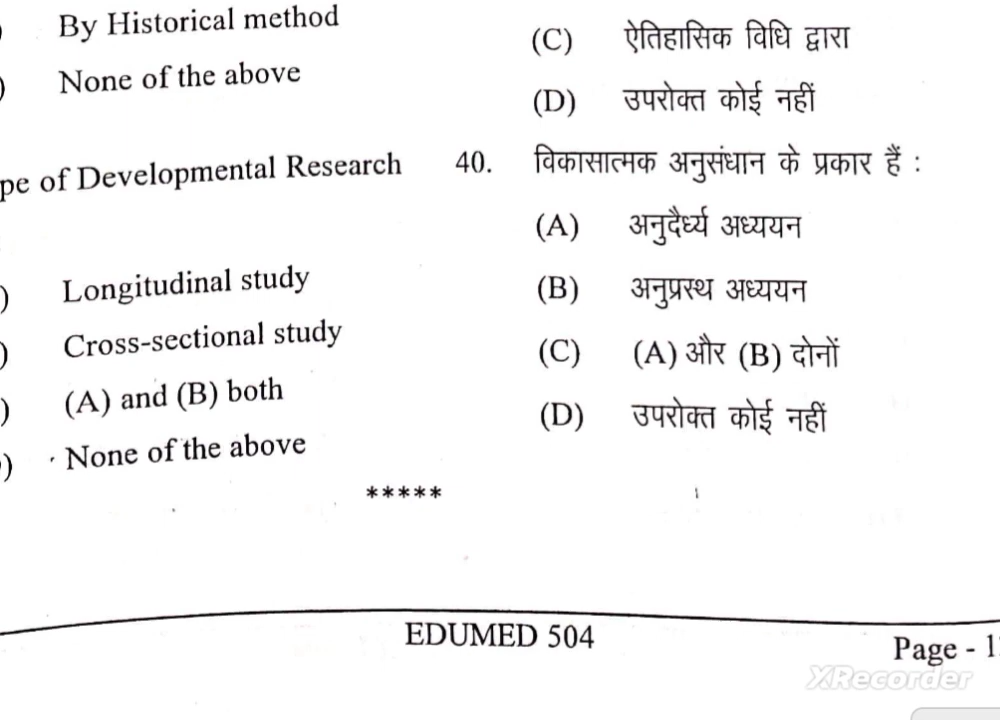 By Historical method
) None of the above
pe of Developmental Research
) Longitudinal study
) Cross-sectional study
) (A) and (B) both
) None of the above
(C) ऐतिहासिक विधि द्वारा
(D) उपरोक्त कोई नहीं
40. विकासात्मक अनुसंधान के प्रकार हैं :
(A) अनुदैर्ध्य अध्ययन
(B) अनुप्रस्थ अध्ययन
(C) (A) और (B) दोनों
(D) उपरोक्त कोई नहीं
*****
EDUMED 504
Page - 1
XRecorder